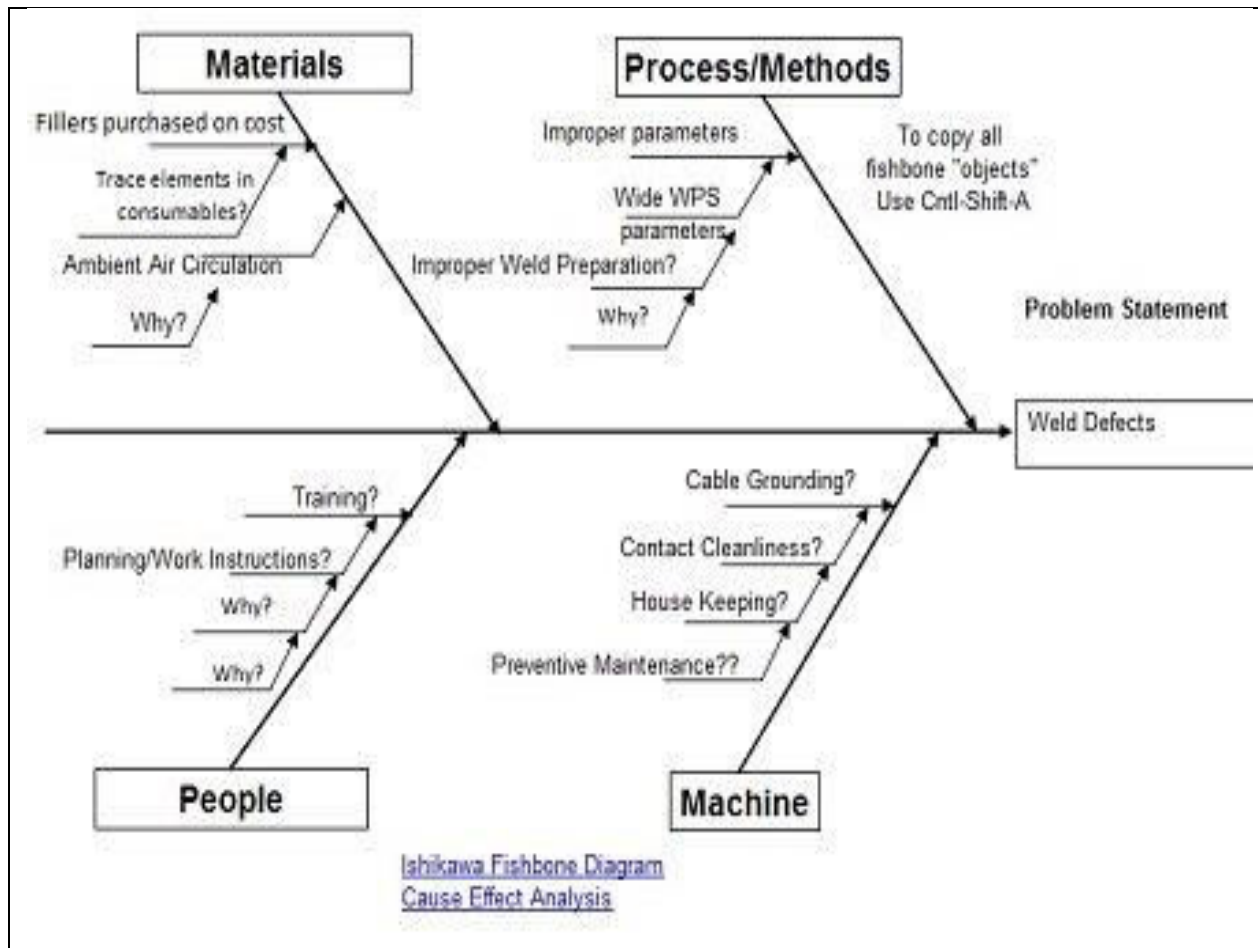 Materials
Process/Methods
Fillers purchased on cost
Trace elements in
consumables?
Ambient Air Circulation
Why?
Improper parameters
Wide WPS
parameters
Improper Weld Preparation?
Why?
To copy all
fishbone "objects"
Use Cntl-Shift-A
Problem Statement
Weld Defects
Training?
Planning/Work Instructions?
Why?
Why?
Cable Grounding?
Contact Cleanliness?
House Keeping?
Preventive Maintenance??
People
Machine
Ishikawa Fishbone Diagram
Cause Effect Analysis